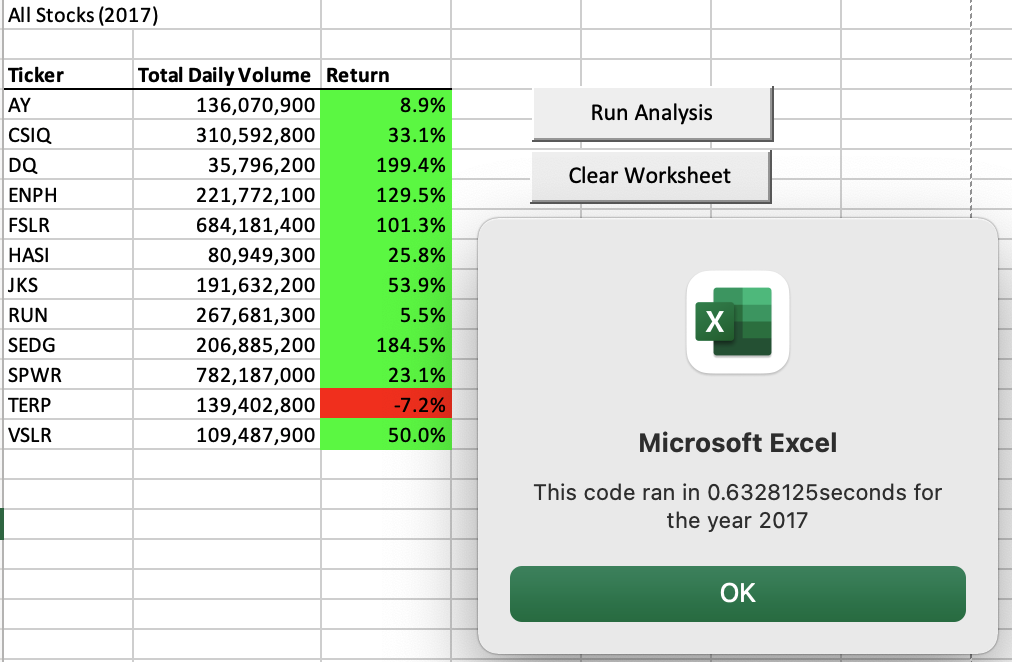 All Stocks (2017)
Ticker Total Daily Volume Return
AY 136,070,900 8.9%
CSIQ 310,592,800 33.1%
DQ 35,796,200 199.4%
ENPH 221,772,100 129.5%
FSLR 684,181,400 101.3%
HASI 80,949,300 25.8%
JKS 191,632,200 53.9%
RUN 267,681,300 5.5%
SEDG 206,885,200 184.5%
SPWR 782,187,000 23.1%
TERP 139,402,800 -7.2%
VSLR 109,487,900 50.0%
Run Analysis
Clear Worksheet
X
Microsoft Excel
This code ran in 0.6328125seconds for
the year 2017
OK